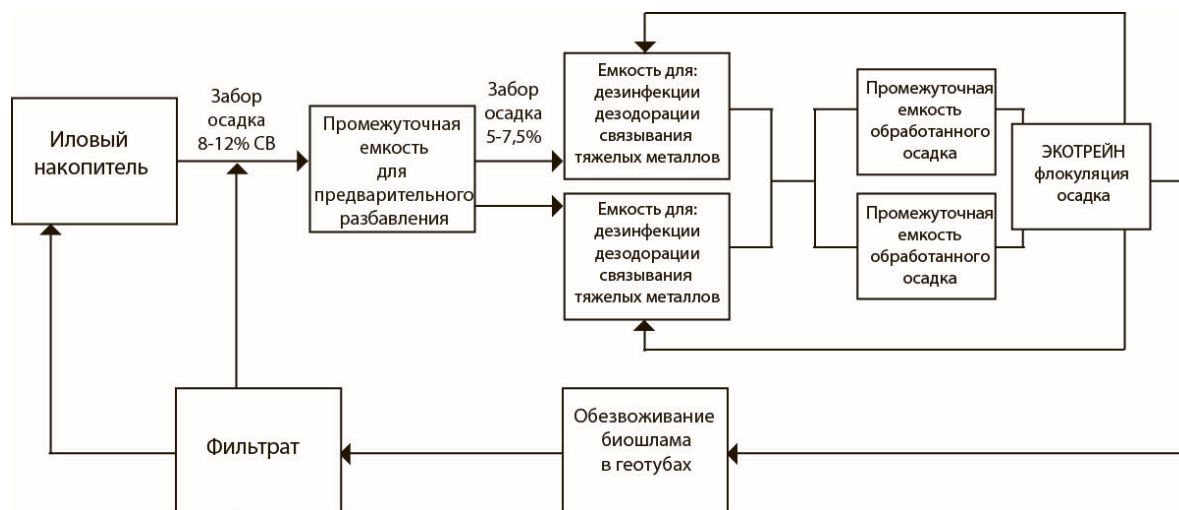 Иловый
накопитель
Забор
осадка
8-12% СВ
Промежуточная
емкость
для
предварительного
разбавления
Забор
осадка
5-7,5%
Емкость для:
дезинфекции
дезодорации
связывания
тяжелых металлов
Емкость для:
дезинфекции
дезодорации
связывания
тяжелых металлов
Промежуточная
емкость
обработанного
осадка
Промежуточная
емкость
обработанного
осадка
ЭКОТРЕЙН
флокуляция
осадка
Фильтрат
Обезвоживание
биошлама
в геотубах